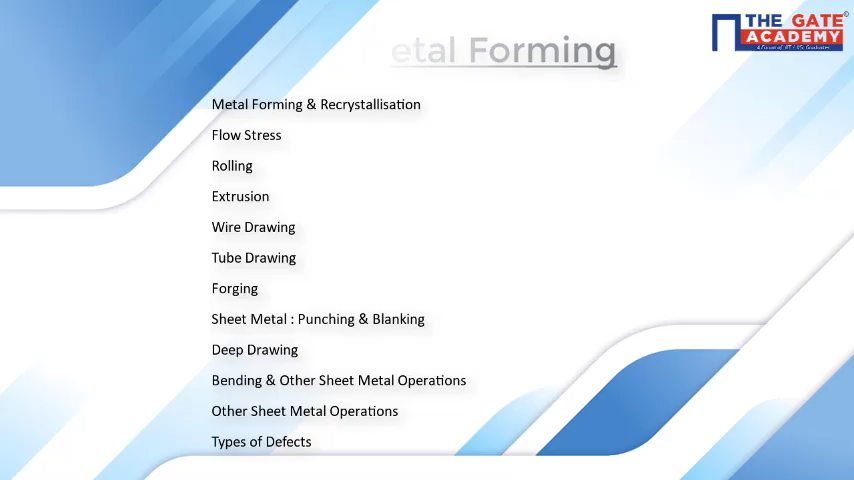 THE GATE
ACADEMY
etal Forming
Metal Forming & Recrystallisation
Flow Stress
Rolling
Extrusion
Wire Drawing
Tube Drawing
Forging
Sheet Metal : Punching & Blanking
Deep Drawing
Bending & Other Sheet Metal Operations
Other Sheet Metal Operations
Types of Defects